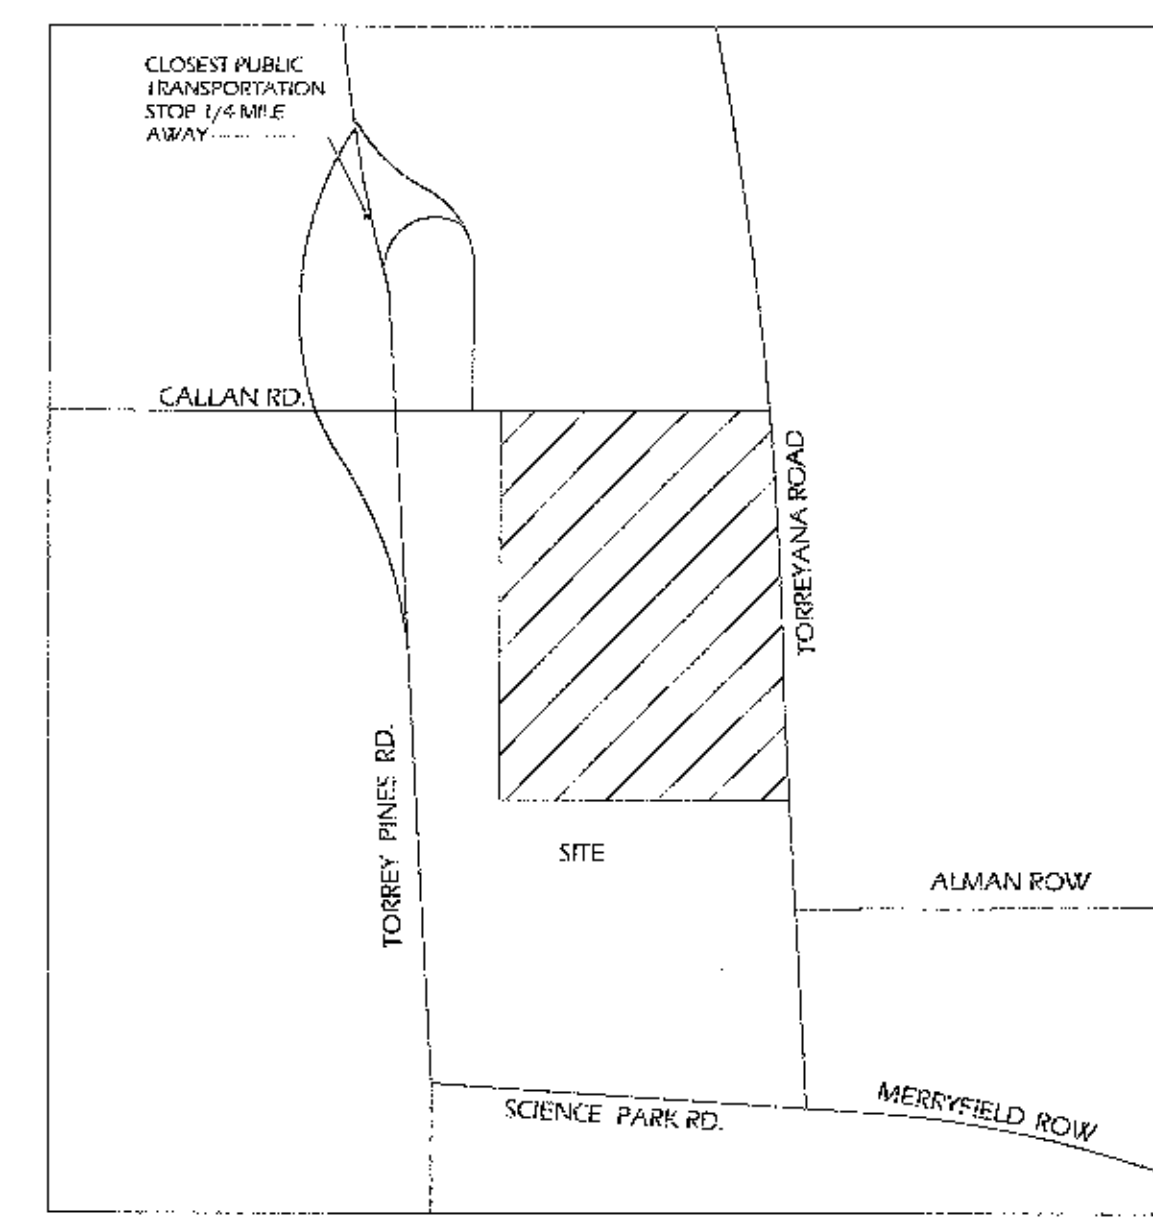 CLOSEST PUBLIC
TRANSPORTATION
STOP 1/4 MILE
AWAY
CALLAN RD.
TORREYANA ROAD
TORREY PINES RD.
SITE
ALMAN ROW
SCIENCE PARK RD.
MERRYFIELD ROW